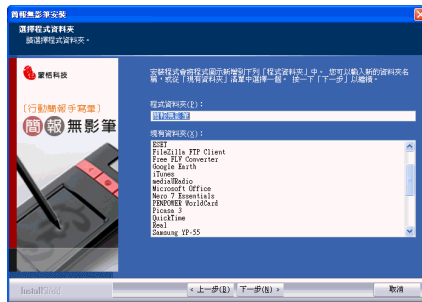 簡報無影筆安裝
選擇程式資料夾
請選擇程式資料夾。
蒙恬科技
(行動簡報手寫筆)
簡報無影筆
安裝程式會將程式圖示新增到下列「程式資料夾」中。您可以輸入新的資料夾名
稱，或從「現有資料夾」清單中選擇一個。按一下「下一步」以繼續。
程式資料夾(P)：
簡報無影筆
現有資料夾(X)：
ESET
FileZilla FTP Client
Free FLV Converter
Google Earth
iTunes
mediaURadio
Microsoft Office
Nero 7 Essentials
PENPOWER WorldCard
Picasa 3
QuickTime
Real
Samsung YP-55
InstallShield
< 上一步(B)
下一步(N) >
取消